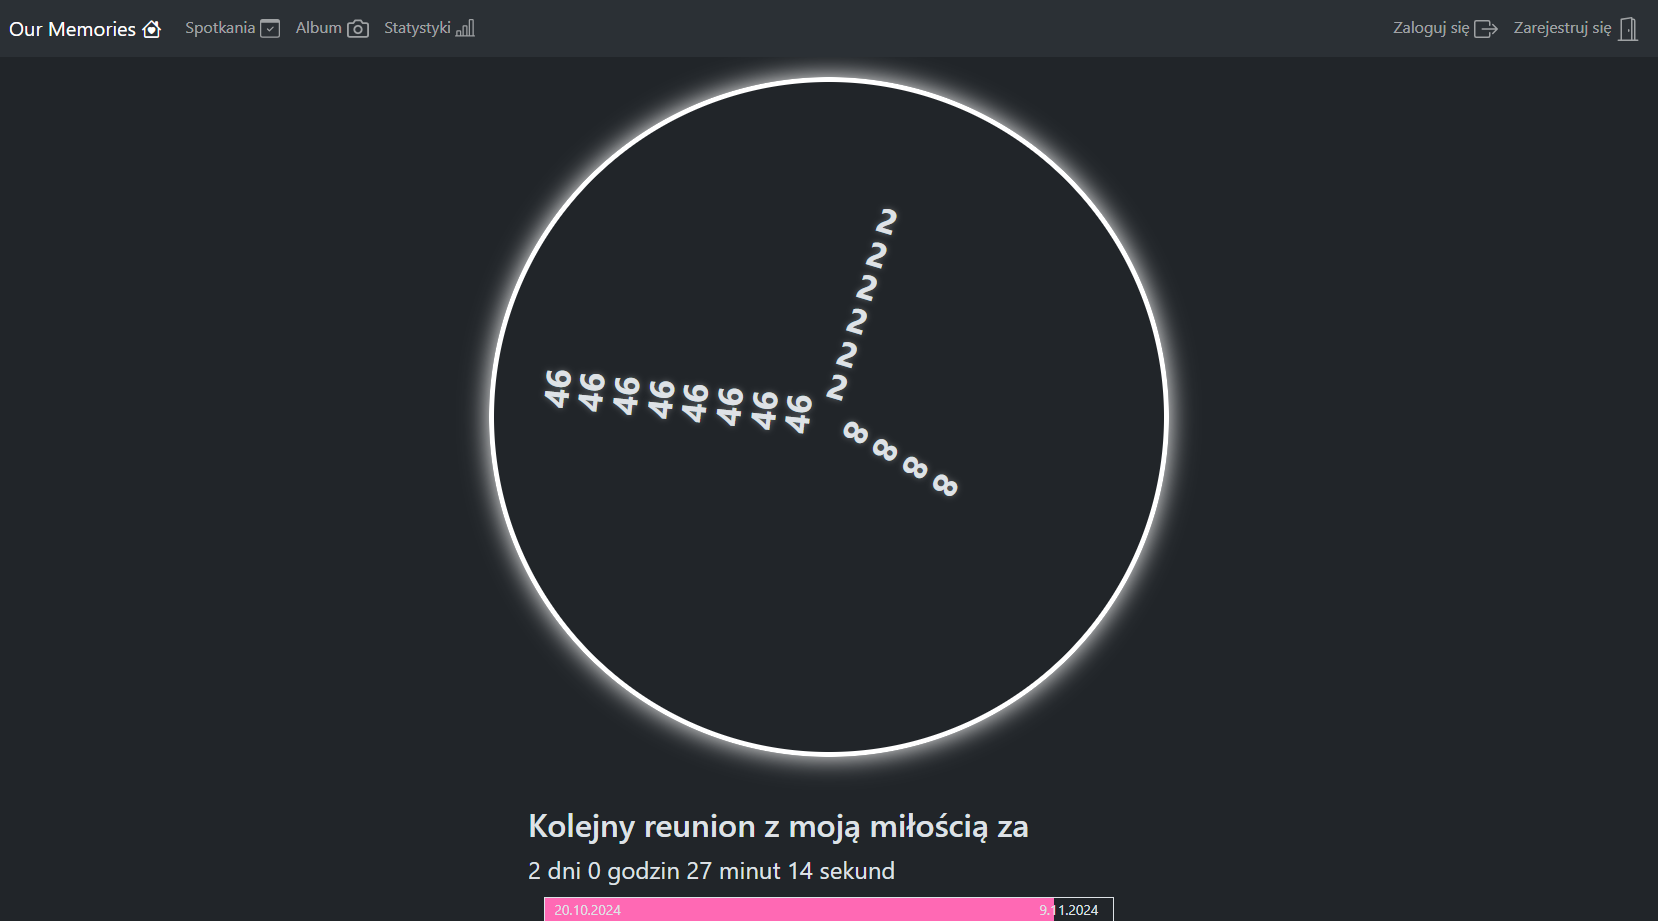 Our Memories Spotkania Album Statystyki Zaloguj się Zarejestruj się
2
2
2
2
2
2
46 46 46 46 46 46 46 46
8 8 8 8
Kolejny reunion z moją miłością za
2 dni 0 godzin 27 minut 14 sekund
20.10.2024 9.11.2024